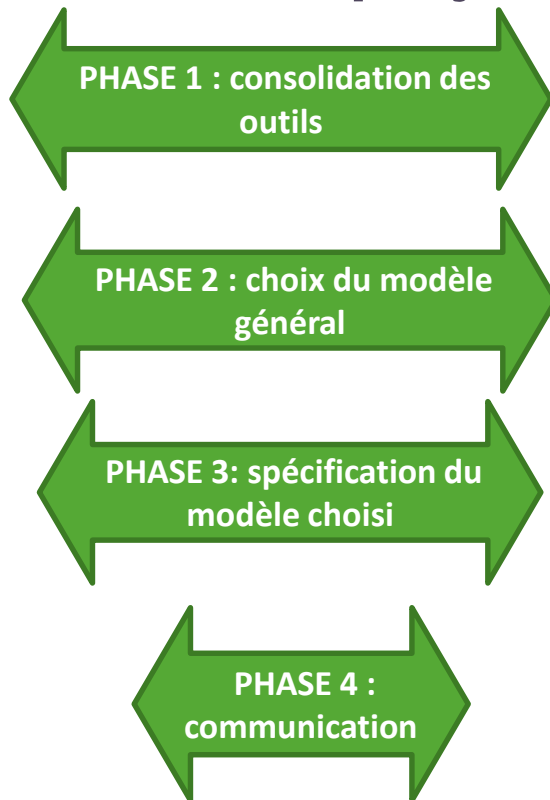 PHASE 1 : consolidation des
outils
PHASE 2 : choix du modèle
général
PHASE 3: spécification du
modèle choisi
PHASE 4 :
communication